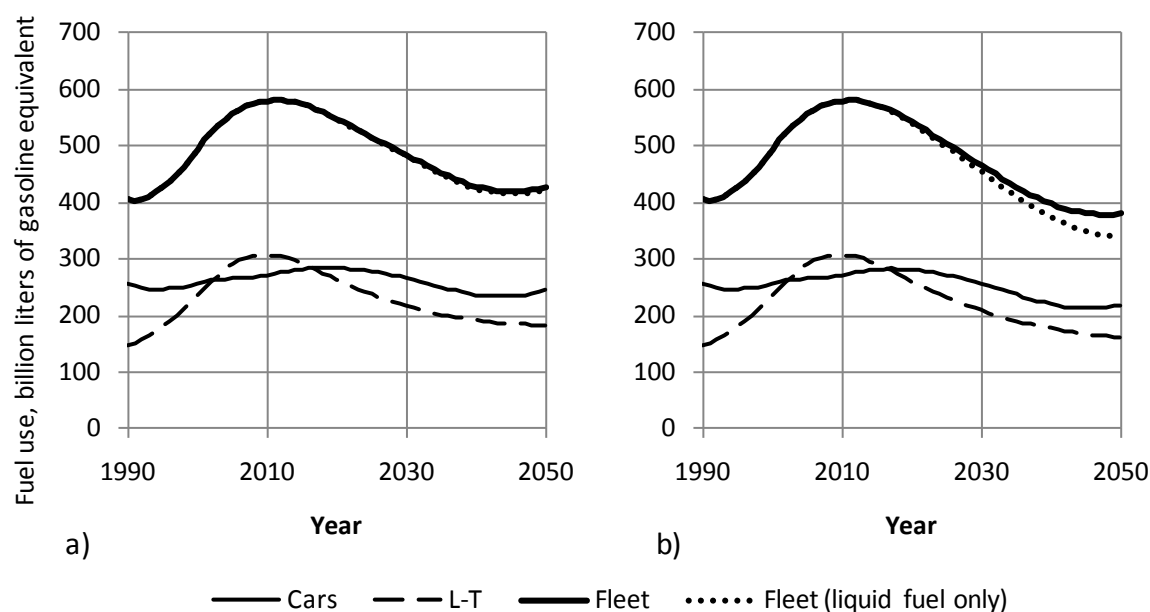 Fuel use, billion liters of gasoline equivalent
700
600
500
400
300
200
100
0
1990 2010 2030 2050
Year
a)
700
600
500
400
300
200
100
0
1990 2010 2030 2050
Year
b)
Cars L-T Fleet Fleet (liquid fuel only)